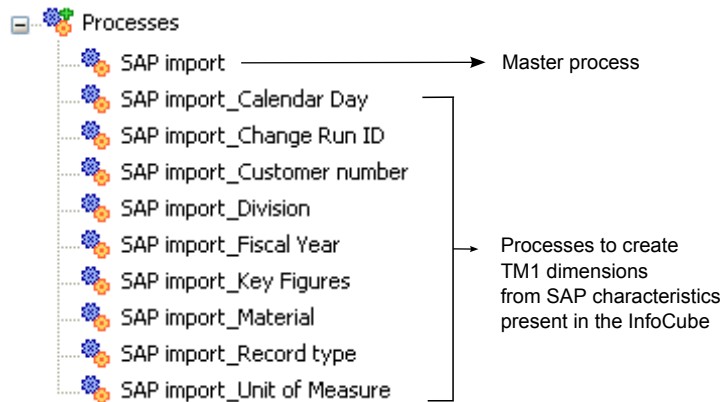 Processes
SAP import
Master process
SAP import_Calendar Day
SAP import_Change Run ID
SAP import_Customer number
SAP import_Division
SAP import_Fiscal Year
SAP import_Key Figures
SAP import_Material
SAP import_Record type
SAP import_Unit of Measure
Processes to create
TM1 dimensions
from SAP characteristics
present in the InfoCube